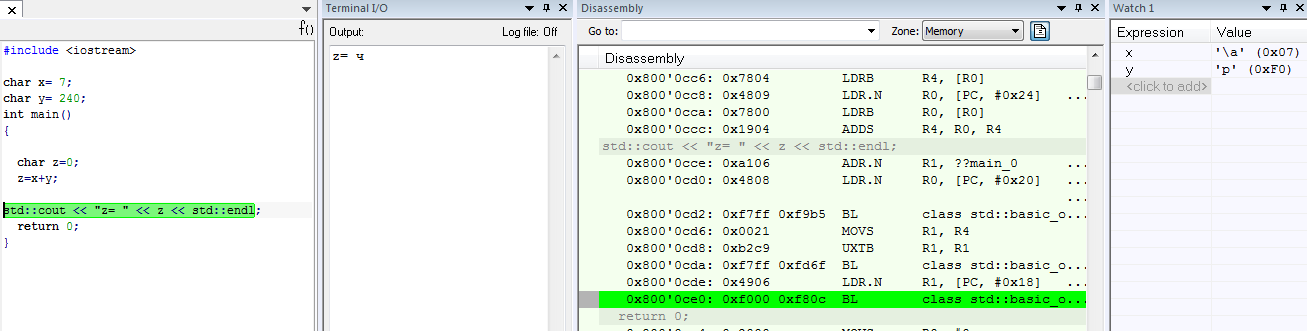 f()
#include <iostream>
char x= 7;
char y= 240;
int main()
{
char z=0;
z=x+y;
std::cout << "z= " << z << std::endl;
return 0;
}
Terminal I/O
Output:
Log file: Off
z= ч
Disassembly
Go to:
Zone:
Memory
Disassembly
0x800'0cc6: 0x7804 LDRB R4, [R0]
0x800'0cc8: 0x4809 LDR.N R0, [PC, #0x24] ...
0x800'0cca: 0x7800 LDRB R0, [R0]
0x800'0ccc: 0x1904 ADDS R4, R0, R4
std::cout << "z= " << z << std::endl;
0x800'0cce: 0xa106 ADR.N R1, ??main_0 ...
0x800'0cd0: 0x4808 LDR.N R0, [PC, #0x20] ...
...
0x800'0cd2: 0xf7ff 0xf9b5 BL class std::basic_o...
0x800'0cd6: 0x0021 MOVS R1, R4
0x800'0cd8: 0xb2c9 UXTB R1, R1
0x800'0cda: 0xf7ff 0xfd6f BL class std::basic_o...
0x800'0cde: 0x4906 LDR.N R1, [PC, #0x18] ...
0x800'0ce0: 0xf000 0xf80c BL class std::basic_o...
return 0;
Watch 1
Expression Value
x '\a' (0x07)
y 'р' (0xF0)
<click to add>